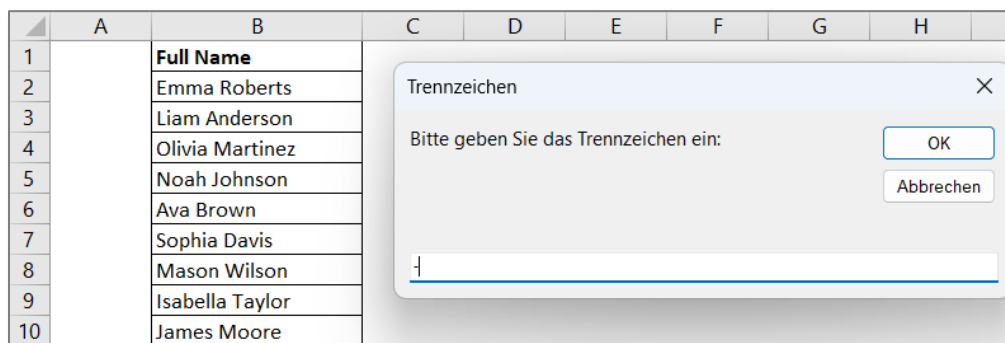 A B C D E F G H
1 Full Name
2 Emma Roberts
3 Liam Anderson
4 Olivia Martinez
5 Noah Johnson
6 Ava Brown
7 Sophia Davis
8 Mason Wilson
9 Isabella Taylor
10 James Moore
Trennzeichen
Bitte geben Sie das Trennzeichen ein:
OK
Abbrechen
-